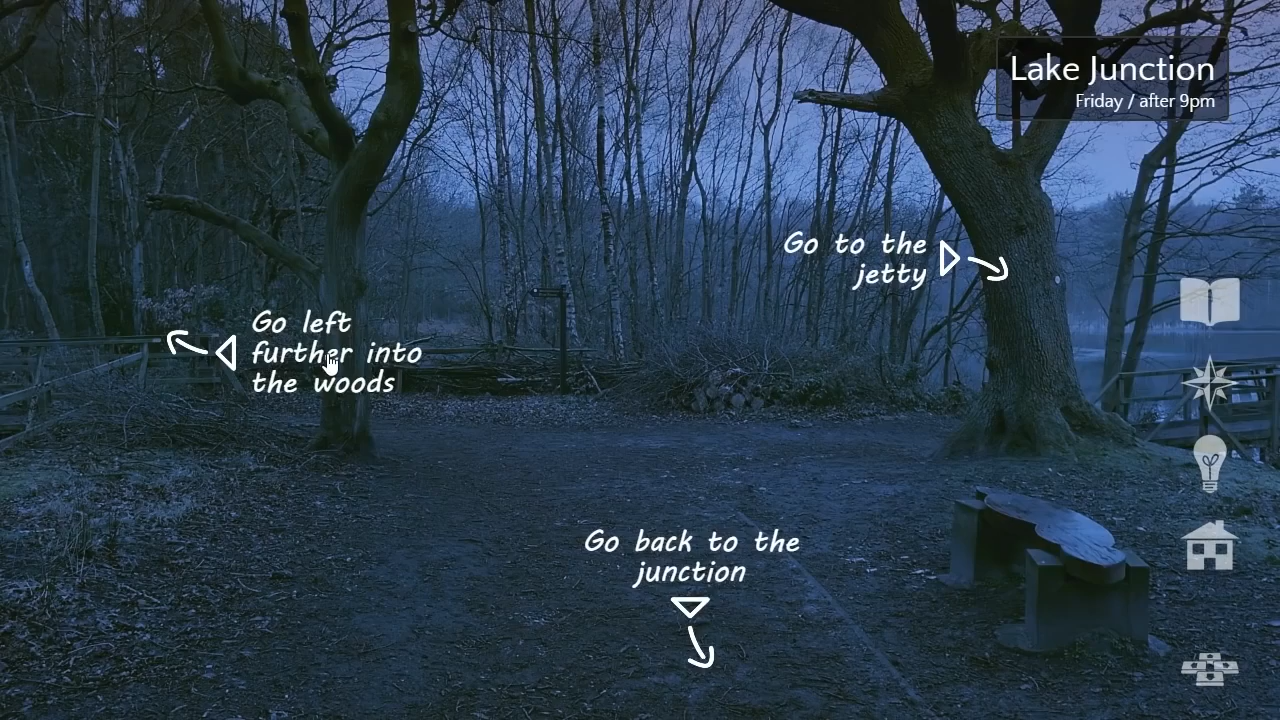 Lake Junction
Friday / after 9pm
Go to the
jetty
Go left
further into
the woods
Go back to the
junction